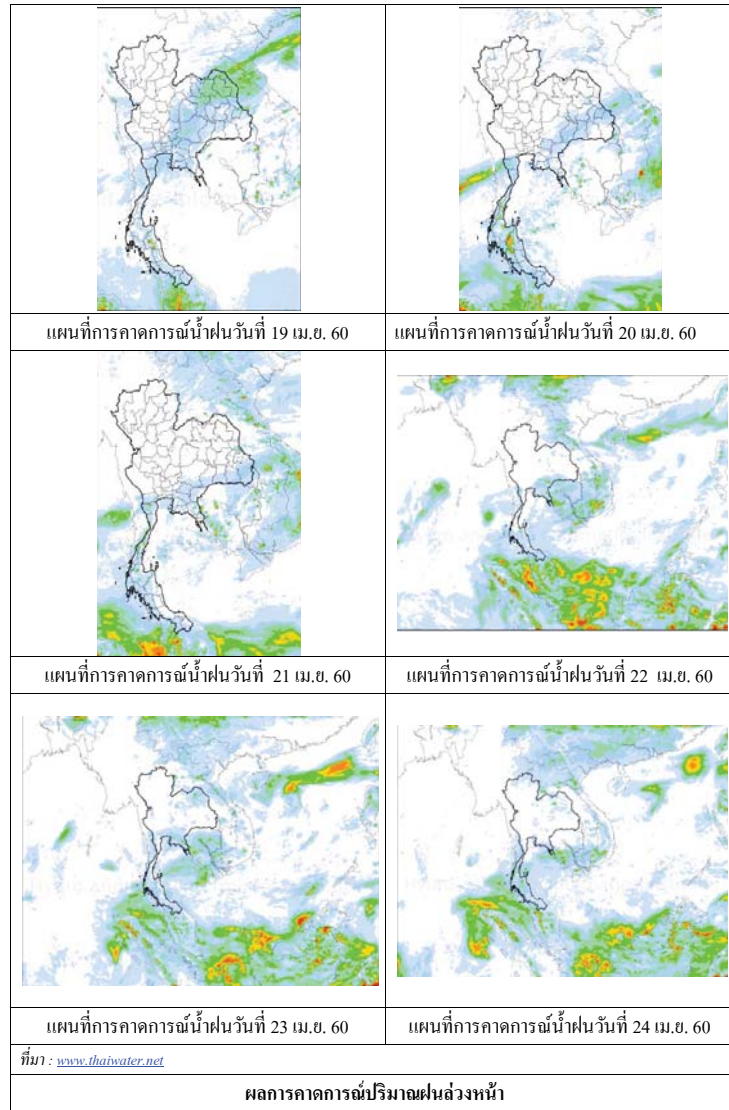 แผนที่การคาดการณ์น้ำฝนวันที่ 19 เม.ย. 60
แผนที่การคาดการณ์น้ำฝนวันที่ 20 เม.ย. 60
แผนที่การคาดการณ์น้ำฝนวันที่ 21 เม.ย. 60
แผนที่การคาดการณ์น้ำฝนวันที่ 22 เม.ย. 60
แผนที่การคาดการณ์น้ำฝนวันที่ 23 เม.ย. 60
แผนที่การคาดการณ์น้ำฝนวันที่ 24 เม.ย. 60
ที่มา : www.thaiwater.net
ผลการคาดการณ์ปริมาณฝนล่วงหน้า